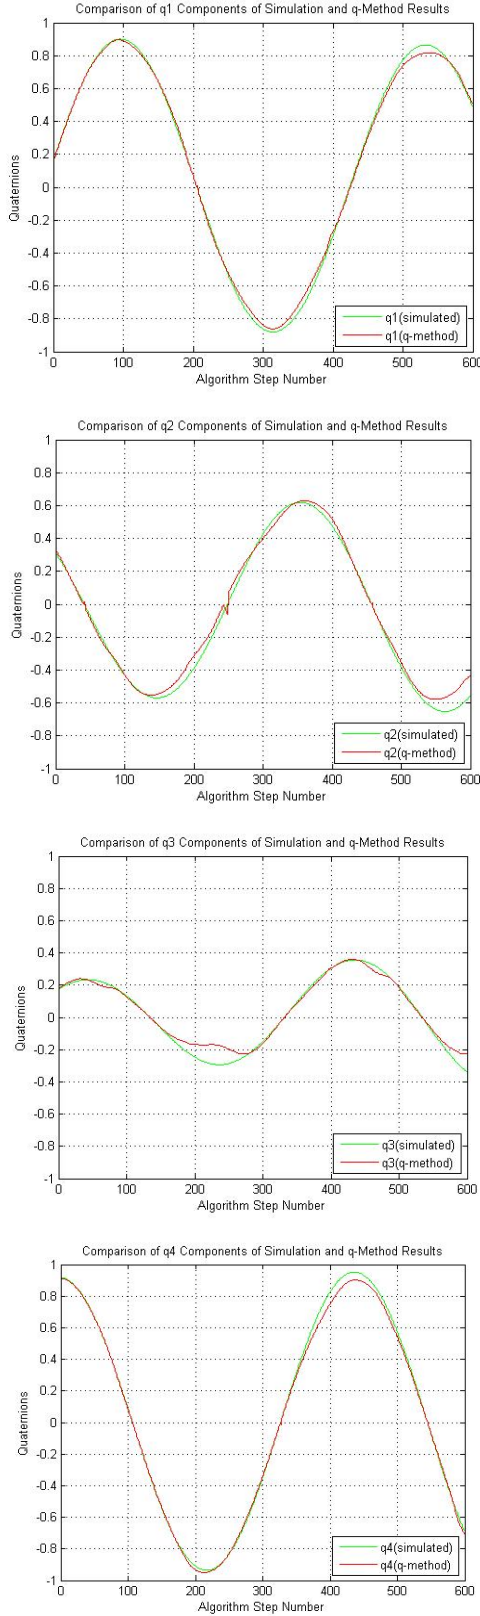 Comparison of q1 Components of Simulation and q-Method Results
1
0.8
0.6
0.4
0.2
0
-0.2
-0.4
-0.6
-0.8
-1
Quaternions
0 100 200 300 400 500 600
Algorithm Step Number
q1(simulated)
q1(q-method)
Comparison of q2 Components of Simulation and q-Method Results
1
0.8
0.6
0.4
0.2
0
-0.2
-0.4
-0.6
-0.8
-1
Quaternions
0 100 200 300 400 500 600
Algorithm Step Number
q2(simulated)
q2(q-method)
Comparison of q3 Components of Simulation and q-Method Results
1
0.8
0.6
0.4
0.2
0
-0.2
-0.4
-0.6
-0.8
-1
Quaternions
0 100 200 300 400 500 600
Algorithm Step Number
q3(simulated)
q3(q-method)
Comparison of q4 Components of Simulation and q-Method Results
1
0.8
0.6
0.4
0.2
0
-0.2
-0.4
-0.6
-0.8
-1
Quaternions
0 100 200 300 400 500 600
Algorithm Step Number
q4(simulated)
q4(q-method)